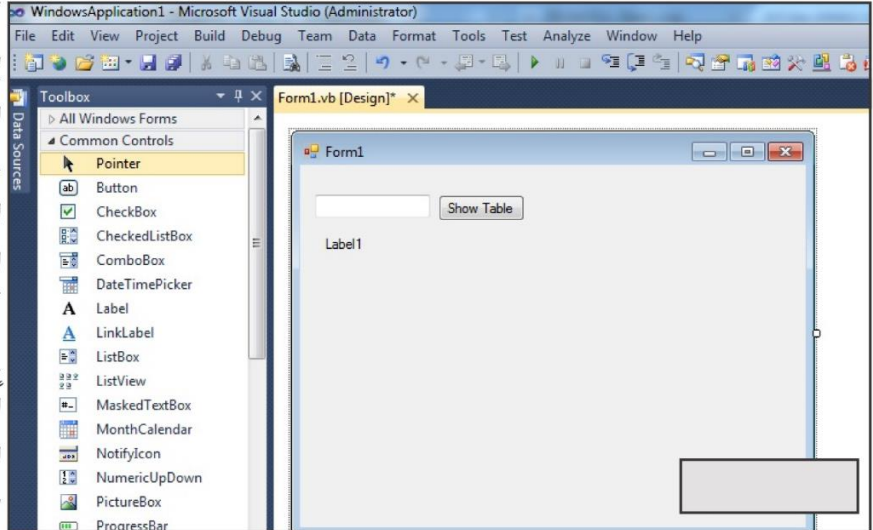 WindowsApplication1 - Microsoft Visual Studio (Administrator)
File Edit View Project Build Debug Team Data Format Tools Test Analyze Window Help
Data Sources
Toolbox
All Windows Forms
Common Controls
Pointer
Button
CheckBox
CheckedListBox
ComboBox
DateTimePicker
Label
LinkLabel
ListBox
ListView
MaskedTextBox
MonthCalendar
NotifyIcon
NumericUpDown
PictureBox
ProgressBar
Form1.vb [Design]*
Form1
Show Table
Label1